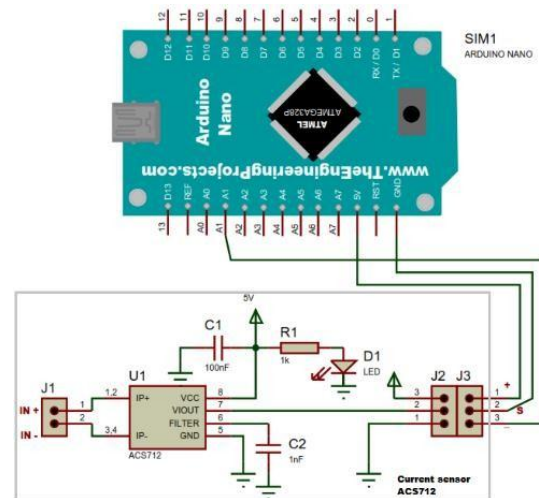 12 11 10 9 8 7 6 5 4 3 2 0 1
D12 D11 D10 D9 D8 D7 D6 D5 D4 D3 D2 RX / D0 TX / D1
SIM1
ARDUINO NANO
Arduino
Nano
ATMEL
ATMEGA328P
www.TheEngineeringProjects.com
D13 REF A0 A1 A2 A3 A4 A5 A6 A7 5V RST GND
13 A0 A1 A2 A3 A4 A5 A6 A7
5V
C1
100nF
R1
1k
D1
LED
J1
IN +
1
2
IN -
U1
1,2 IP+
3,4 IP-
VCC 8
VIOUT 7
FILTER 6
GND 5
ACS712
C2
1nF
J2 J3
3 1 +
2 2 S
1 3 -
Current sensor
ACS712